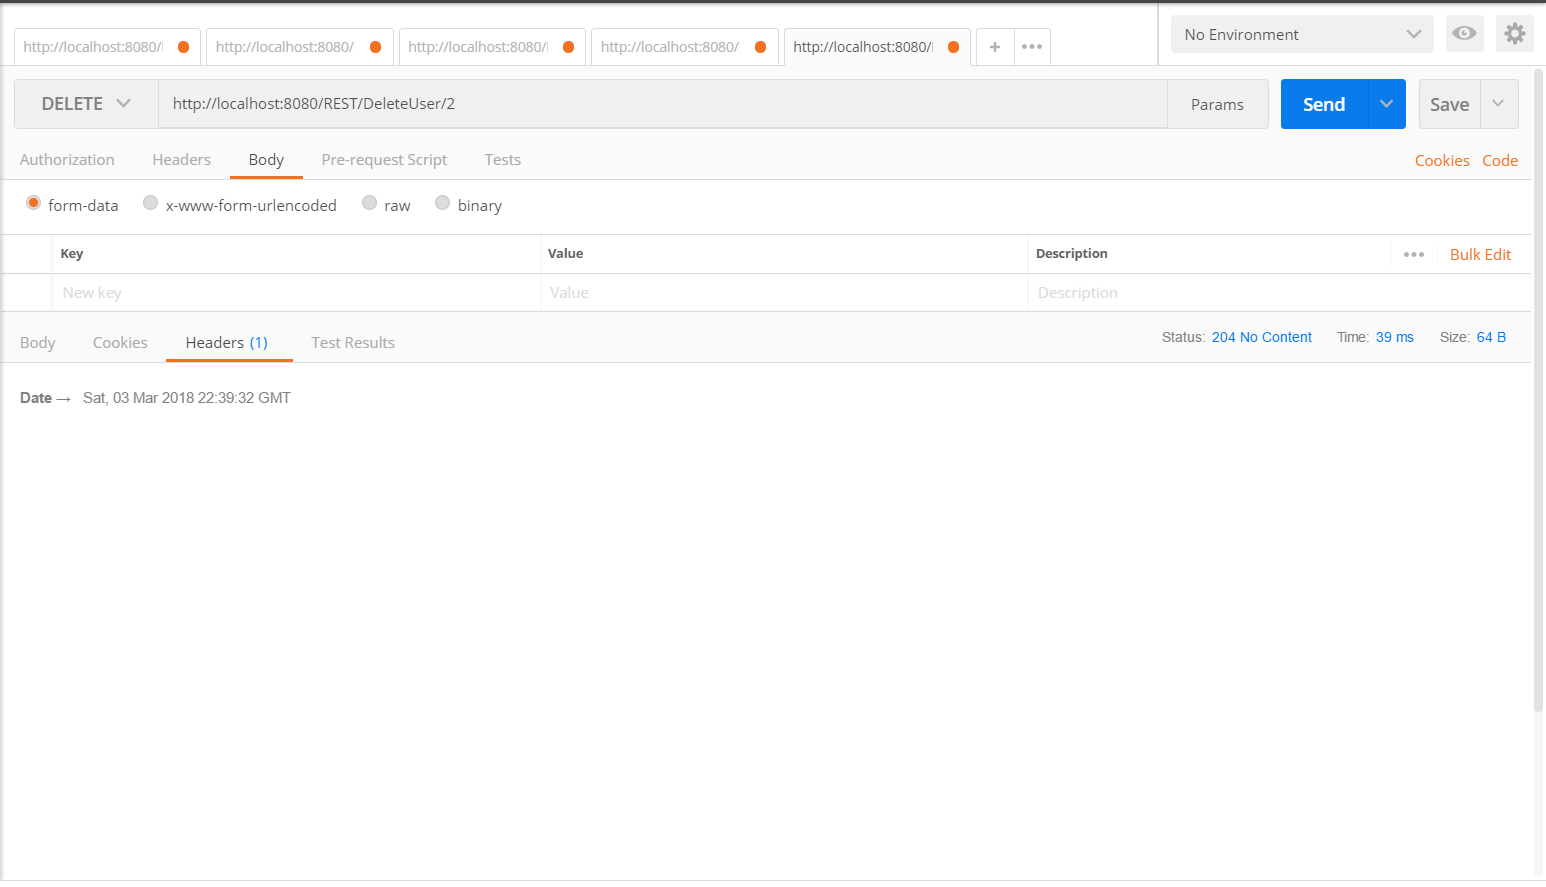 http://localhost:8080/ http://localhost:8080/ http://localhost:8080/ http://localhost:8080/ http://localhost:8080/ + ••• No Environment
DELETE http://localhost:8080/REST/DeleteUser/2 Params Send Save
Authorization Headers Body Pre-request Script Tests Cookies Code
form-data x-www-form-urlencoded raw binary
Key Value Description ••• Bulk Edit
New key Value Description
Body Cookies Headers (1) Test Results Status: 204 No Content Time: 39 ms Size: 64 B
Date → Sat, 03 Mar 2018 22:39:32 GMT